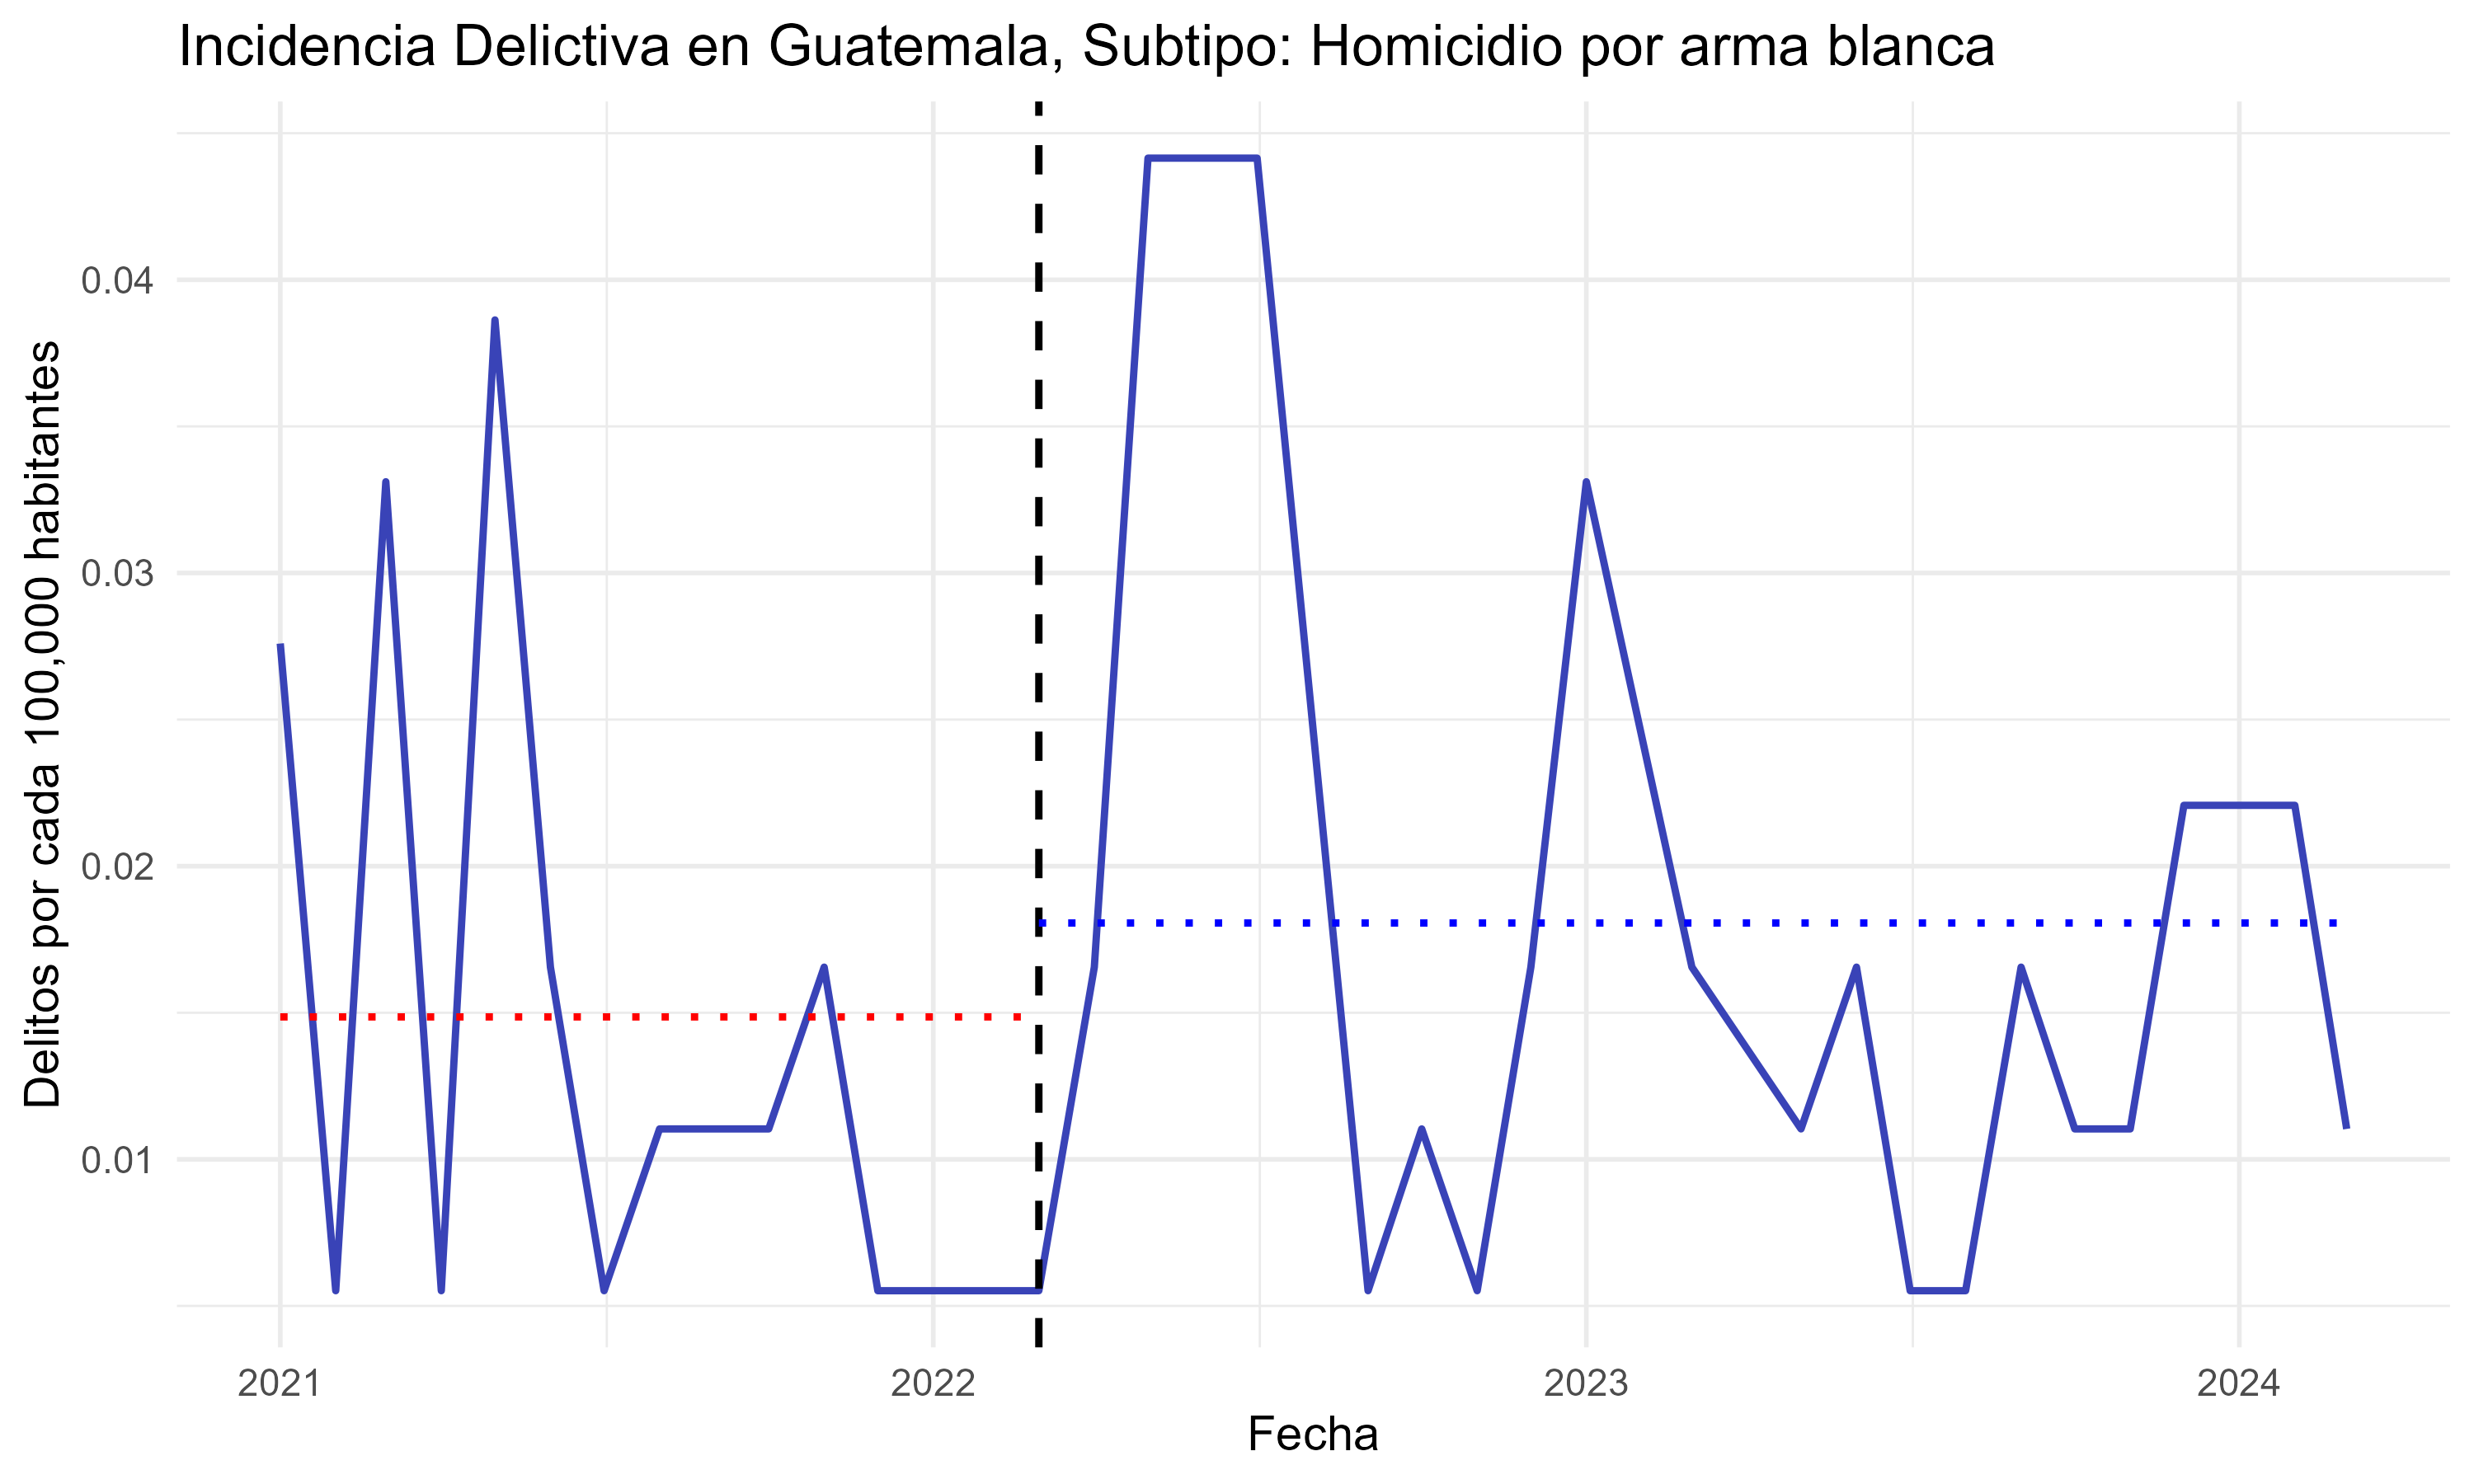 Incidencia Delictiva en Guatemala, Subtipo: Homicidio por arma blanca
Delitos por cada 100,000 habitantes
0.04
0.03
0.02
0.01
2021
2022
2023
2024
Fecha